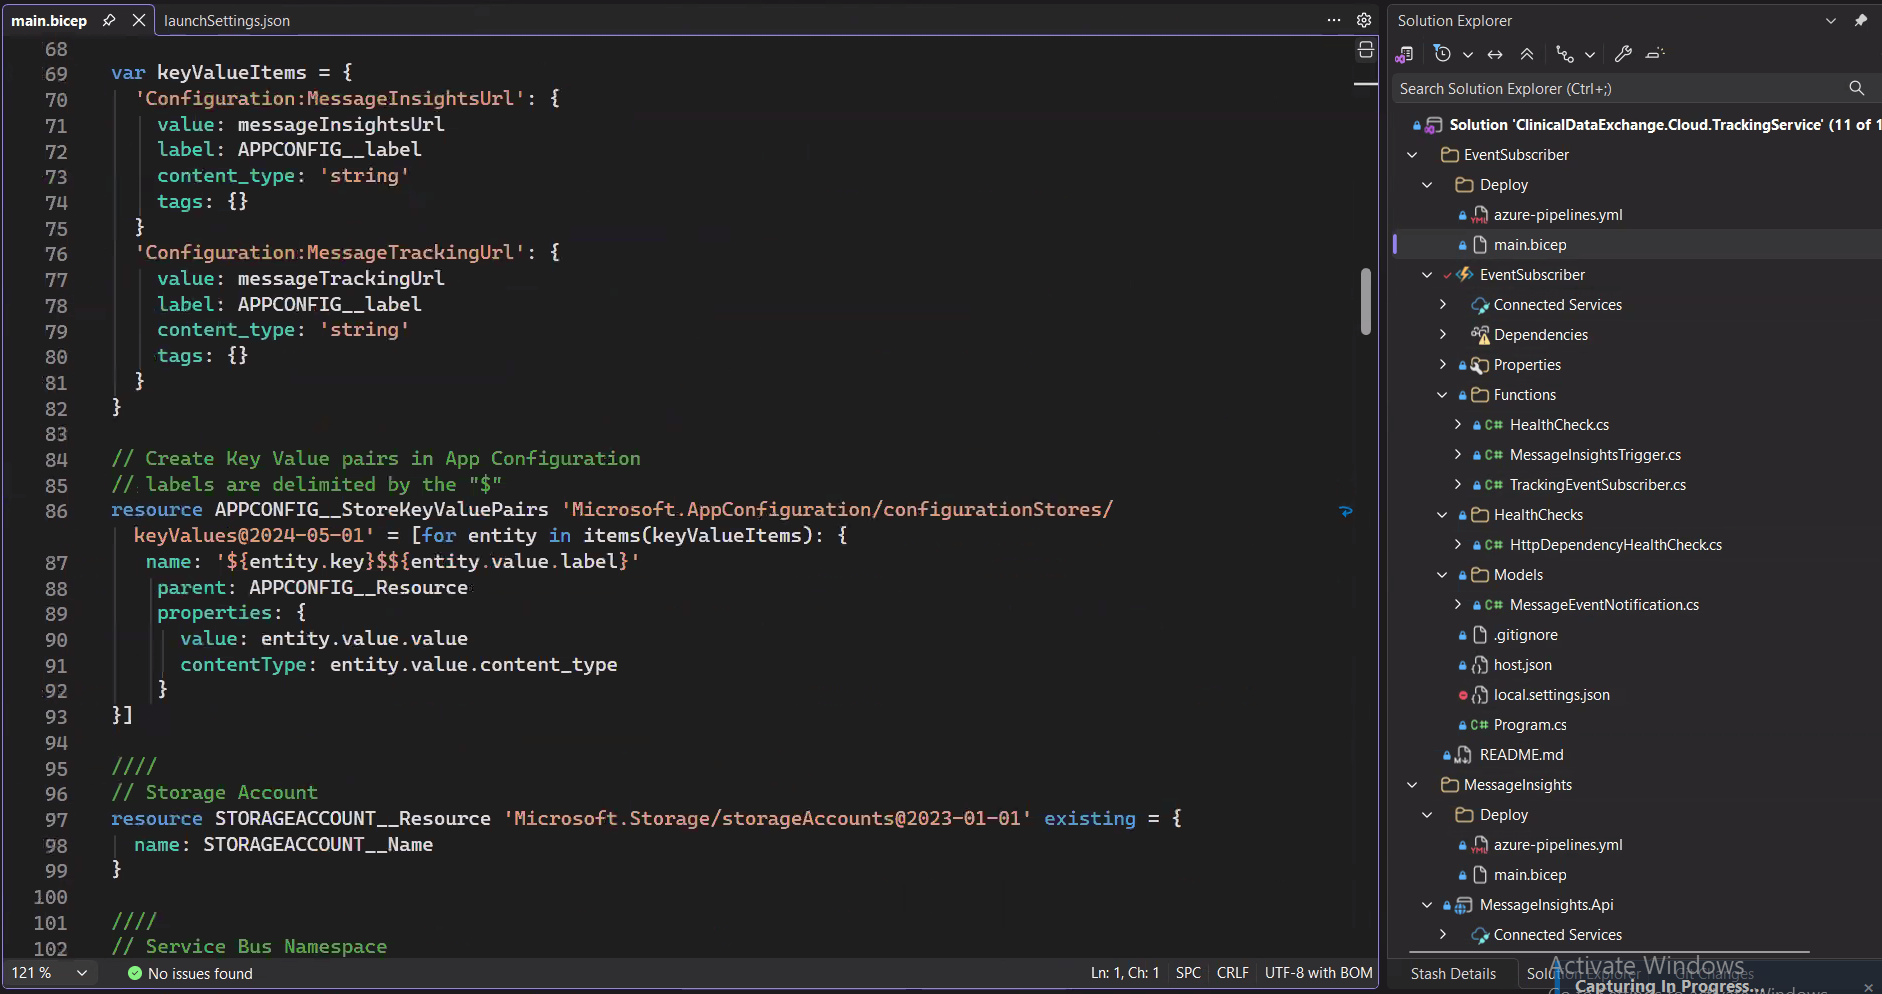 main.bicep
launchSettings.json
68
69 var keyValueItems = {
70 'Configuration:MessageInsightsUrl': {
71 value: messageInsightsUrl
72 label: APPCONFIG__label
73 content_type: 'string'
74 tags: {}
75 }
76 'Configuration:MessageTrackingUrl': {
77 value: messageTrackingUrl
78 label: APPCONFIG__label
79 content_type: 'string'
80 tags: {}
81 }
82 }
83
84 // Create Key Value pairs in App Configuration
85 // labels are delimited by the "$"
86 resource APPCONFIG__StoreKeyValuePairs 'Microsoft.AppConfiguration/configurationStores/
keyValues@2024-05-01' = [for entity in items(keyValueItems): {
87 name: '${entity.key}$${entity.value.label}'
88 parent: APPCONFIG__Resource
89 properties: {
90 value: entity.value.value
91 contentType: entity.value.content_type
92 }
93 }]
94
95 ////
96 // Storage Account
97 resource STORAGEACCOUNT__Resource 'Microsoft.Storage/storageAccounts@2023-01-01' existing = {
98 name: STORAGEACCOUNT__Name
99 }
100
101 ////
102 // Service Bus Namespace
121 %
No issues found
Ln: 1, Ch: 1
SPC
CRLF
UTF-8 with BOM
Solution Explorer
Search Solution Explorer (Ctrl+;)
Solution 'ClinicalDataExchange.Cloud.TrackingService' (11 of 1
EventSubscriber
Deploy
azure-pipelines.yml
main.bicep
EventSubscriber
Connected Services
Dependencies
Properties
Functions
C# HealthCheck.cs
C# MessageInsightsTrigger.cs
C# TrackingEventSubscriber.cs
HealthChecks
C# HttpDependencyHealthCheck.cs
Models
C# MessageEventNotification.cs
.gitignore
host.json
local.settings.json
C# Program.cs
README.md
MessageInsights
Deploy
azure-pipelines.yml
main.bicep
MessageInsights.Api
Connected Services
Stash Details
Solution Explorer
Git Changes
Activate Windows
Capturing In Progress...